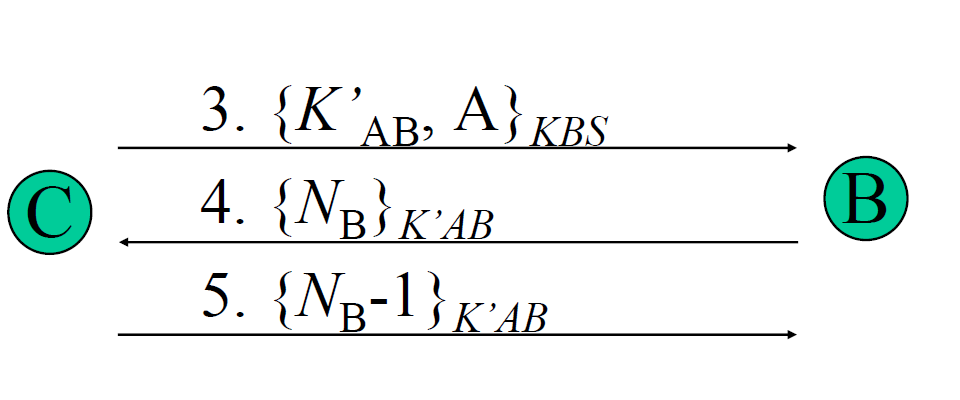 3. {K’AB, A}KBS
C
4. {NB}K’AB
B
5. {NB-1}K’AB